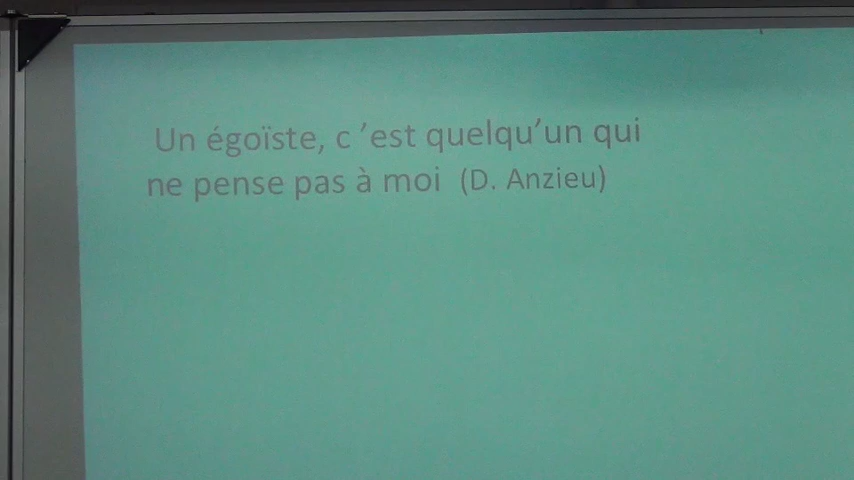 Un égoïste, c ’est quelqu’un qui
ne pense pas à moi (D. Anzieu)